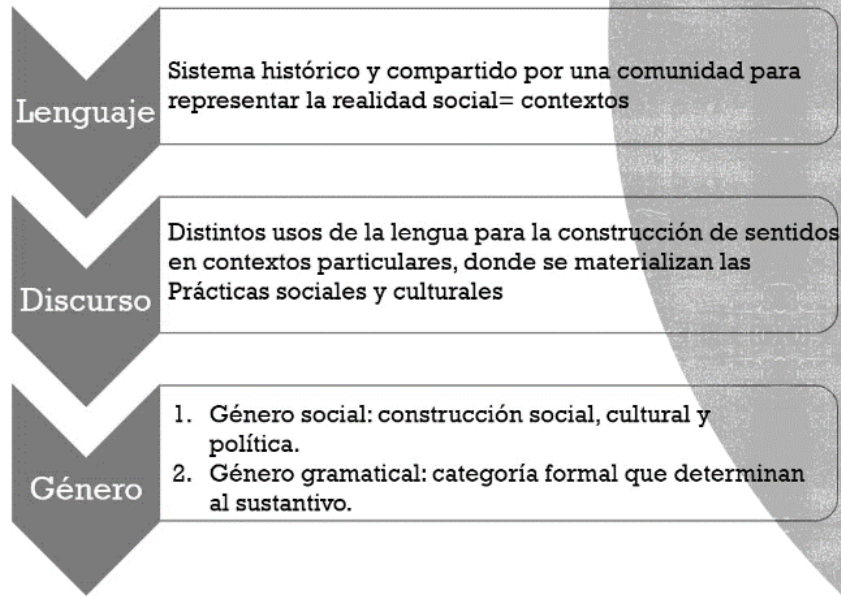 Lenguaje
Sistema histórico y compartido por una comunidad para
representar la realidad social= contextos
Discurso
Distintos usos de la lengua para la construcción de sentidos
en contextos particulares, donde se materializan las
Prácticas sociales y culturales
Género
1. Género social: construcción social, cultural y
política.
2. Género gramatical: categoría formal que determinan
al sustantivo.